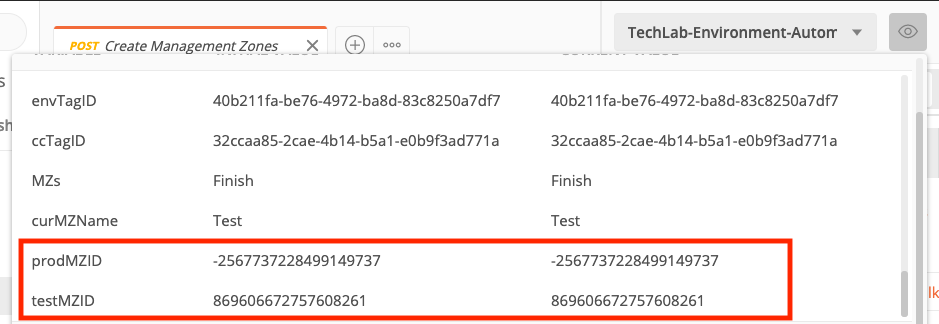 POST Create Management Zones
TechLab-Environment-Autom
envTagID 40b211fa-be76-4972-ba8d-83c8250a7df7 40b211fa-be76-4972-ba8d-83c8250a7df7
ccTagID 32ccaa85-2cae-4b14-b5a1-e0b9f3ad771a 32ccaa85-2cae-4b14-b5a1-e0b9f3ad771a
MZs Finish Finish
curMZName Test Test
prodMZID -2567737228499149737 -2567737228499149737
testMZID 869606672757608261 869606672757608261